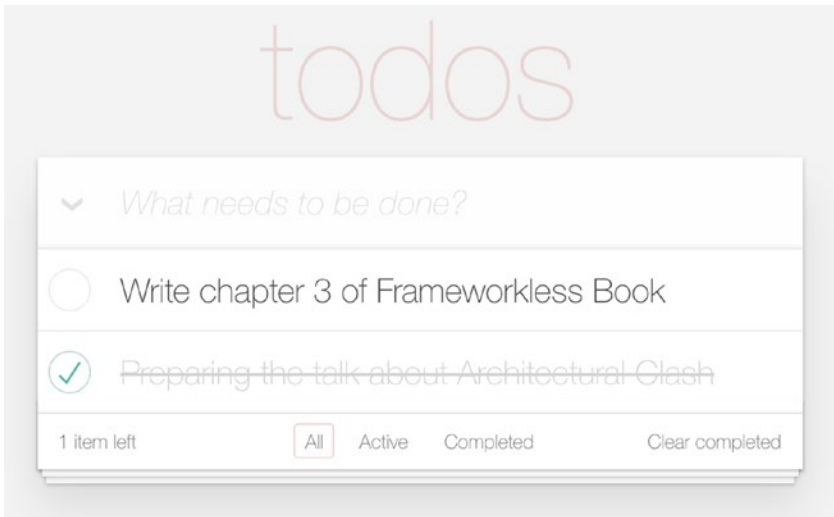 todos
What needs to be done?
Write chapter 3 of Frameworkless Book
Preparing the talk about Architectural Clash
1 item left All Active Completed Clear completed